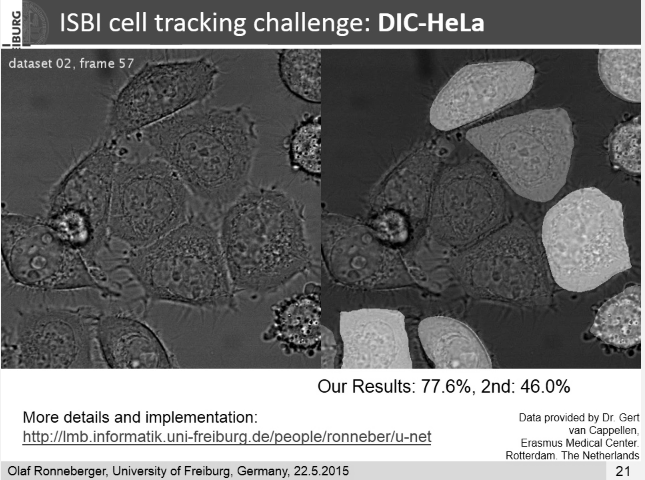 IBURG
ISBI cell tracking challenge: DIC-HeLa
dataset 02, frame 57
Our Results: 77.6%, 2nd: 46.0%
More details and implementation:
http://lmb.informatik.uni-freiburg.de/people/ronneber/u-net
Data provided by Dr. Gert
van Cappellen,
Erasmus Medical Center.
Rotterdam. The Netherlands
Olaf Ronneberger, University of Freiburg, Germany, 22.5.2015
21